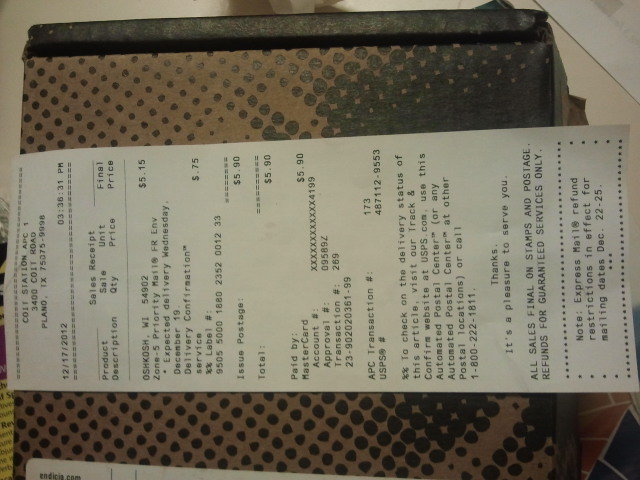 COIT STATION APC 1
3400 COIT ROAD
PLANO, TX 75075-9998
12/17/2012 03:36:31 PM
Sales Receipt
Product Sale Unit Final
Description Qty Price Price
OSHKOSH, WI 54902 $5.15
Zone-5 Priority Mail® FR Env
Expected delivery Wednesday,
December 19.
Delivery Confirmation™ $.75
service
%% Label #:
9505 5000 1880 2352 0012 33
========
Issue Postage: $5.90
==========
Total: $5.90
Paid by:
MasterCard $5.90
Account #: XXXXXXXXXXXX4199
Approval #: 09589Z
Transaction #: 269
23-902020361-99
APC Transaction #: 173
USPS® # 487112-9553
%% To check on the delivery status of
this article, visit our Track &
Confirm website at USPS.com, use this
Automated Postal Center™ (or any
Automated Postal Center™ at other
Postal locations) or call
1-800-222-1811.
Thanks.
It's a pleasure to serve you.
ALL SALES FINAL ON STAMPS AND POSTAGE.
REFUNDS FOR GUARANTEED SERVICES ONLY.
* Note: Express Mail® refund *
* restrictions in effect for *
* mailing dates Dec. 22-25. *
endicia.com